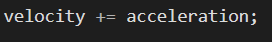 velocity += acceleration;